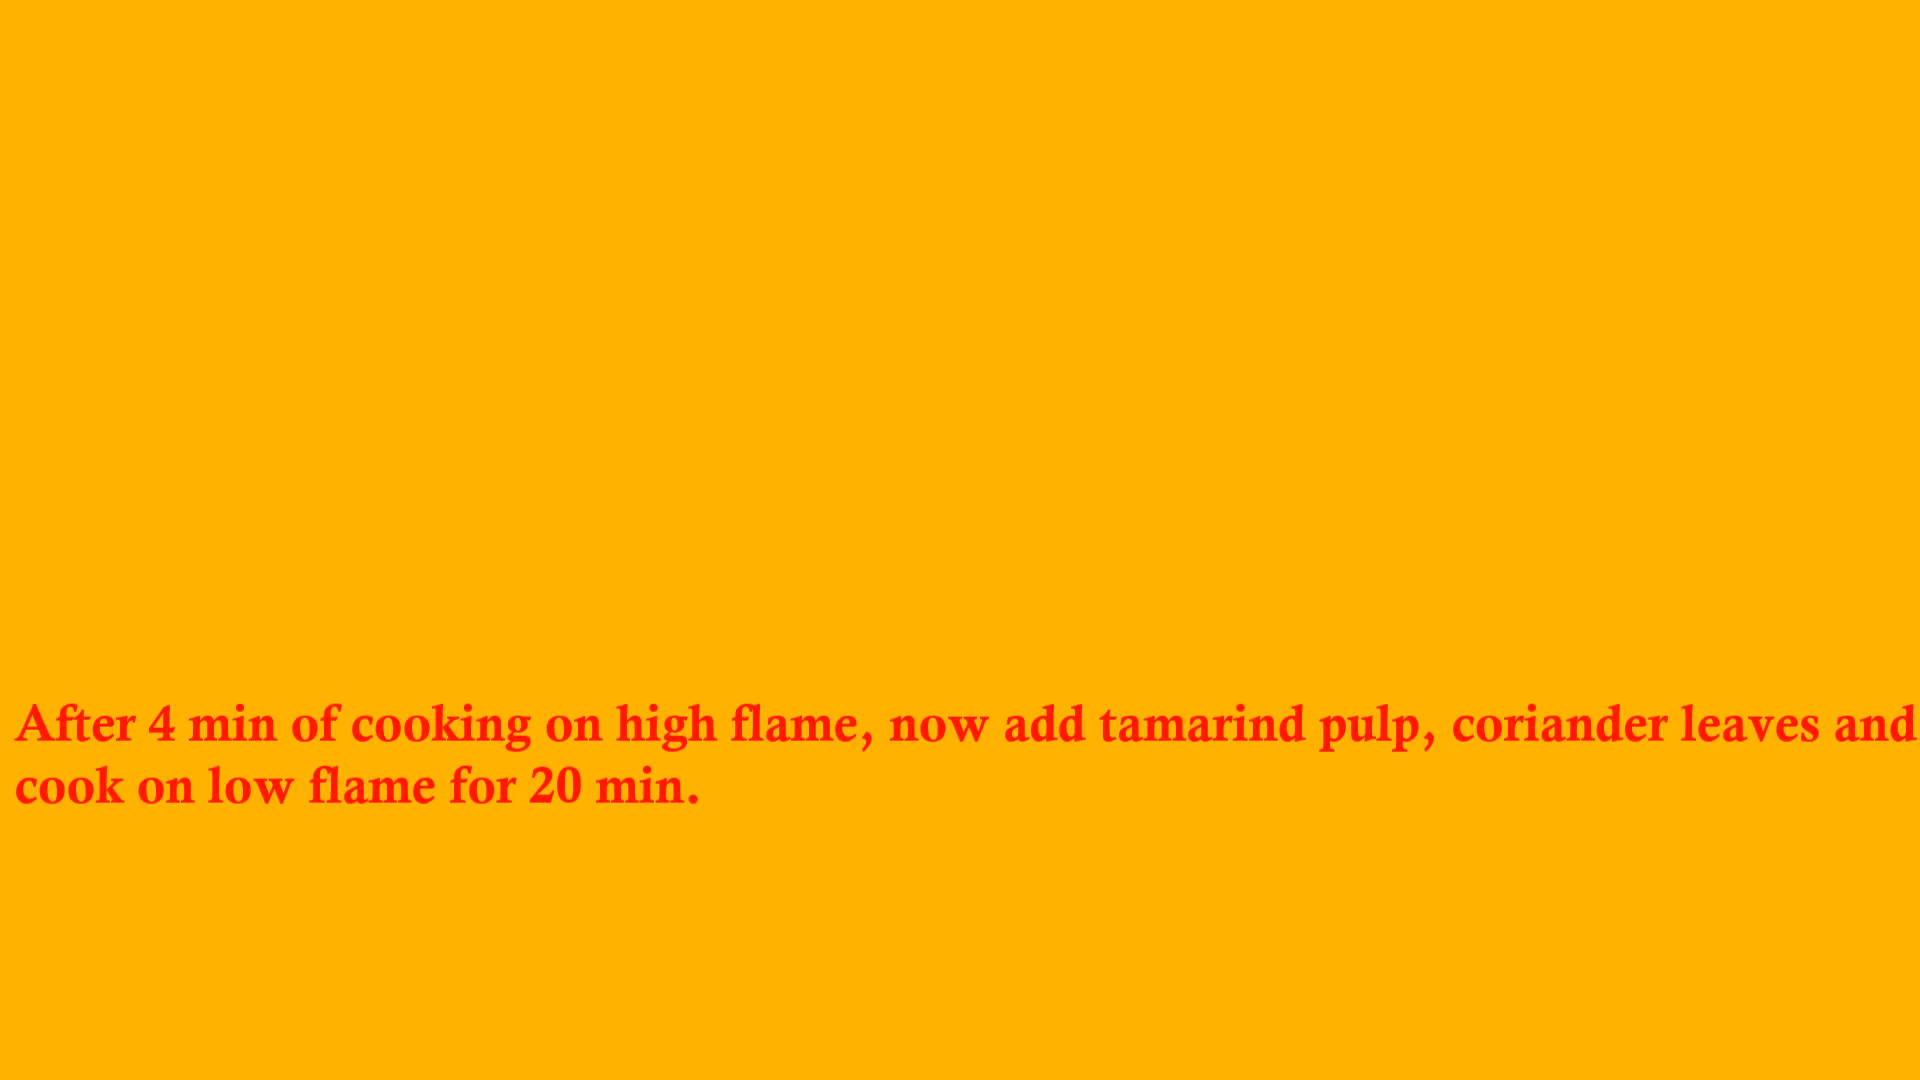 After 4 min of cooking on high flame, now add tamarind pulp, coriander leaves and
cook on low flame for 20 min.